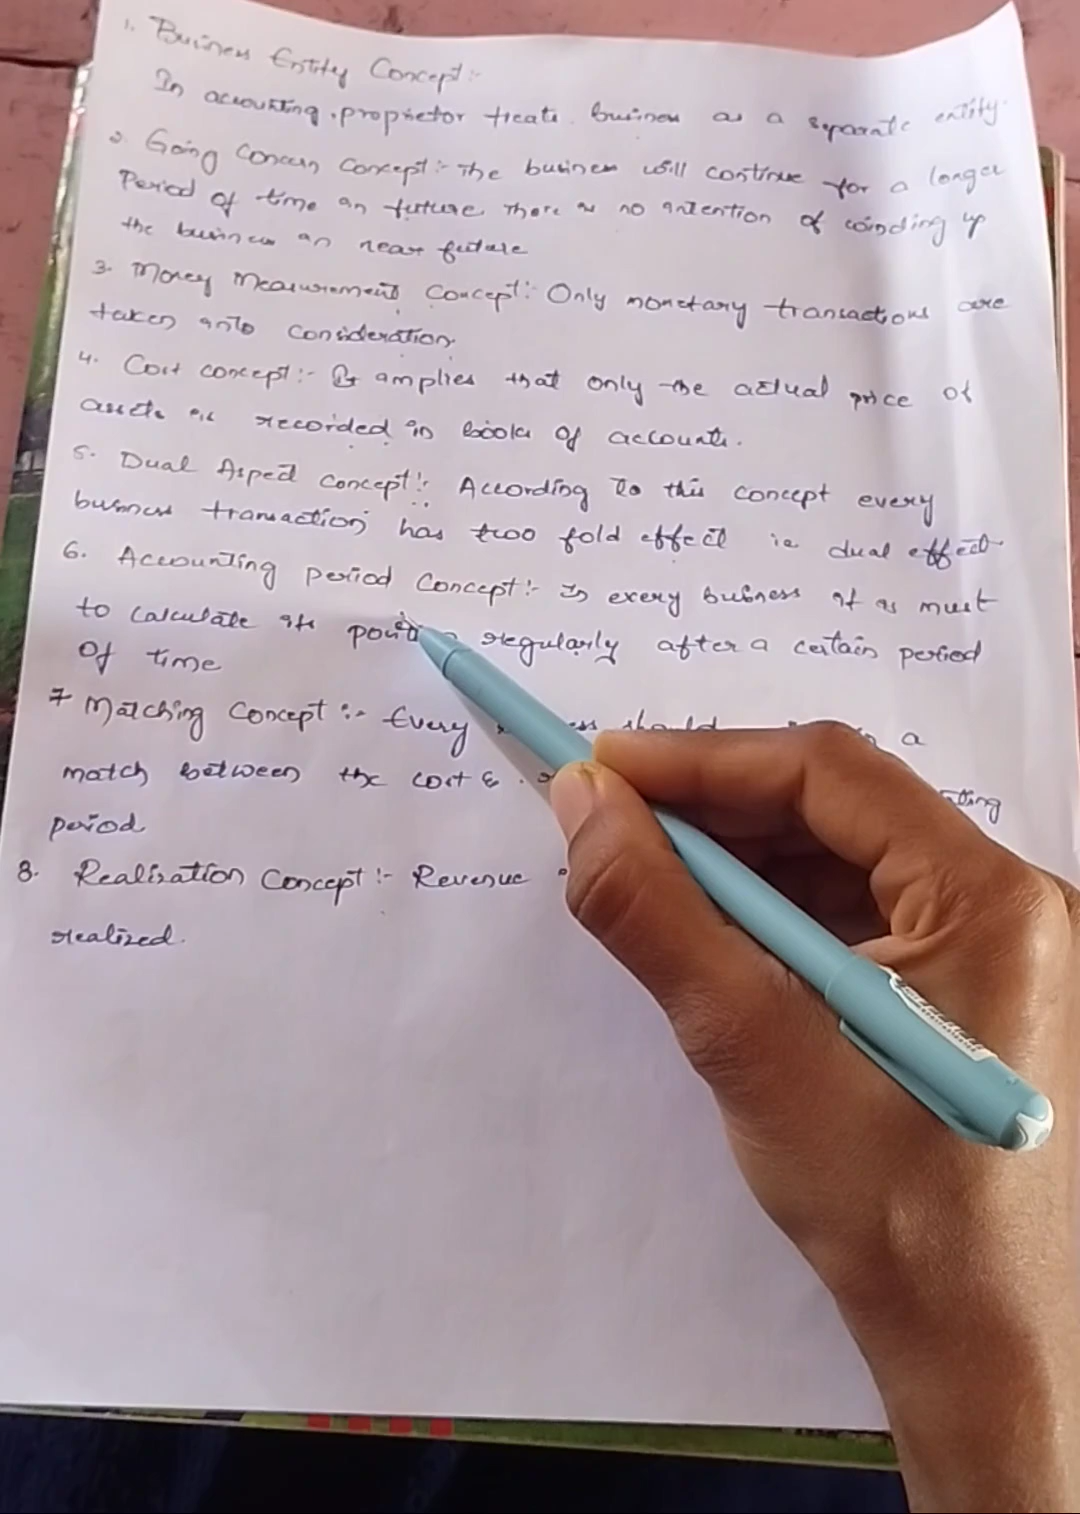 1. Business Entity Concept :-
In accounting, proprietor treats business as a separate entity.
2. Going Concern Concept :- The business will continue for a longer
Period of time in future. There is no intention of winding up
the business in near future
3. Money Measurement Concept :- Only monetary transactions are
taken into Consideration.
4. Cost concept :- It implies that only the actual price of
assets is recorded in books of accounts.
5. Dual Aspect Concept :- According to this concept every
business transaction has two fold effect ie dual effect.
6. Accounting period Concept :- In every business it is must
to calculate its regularly after a certain period
Of time
7 Matching Concept :- Every should a
match between the cost &
period
8. Realization Concept :- Revenue
realized.